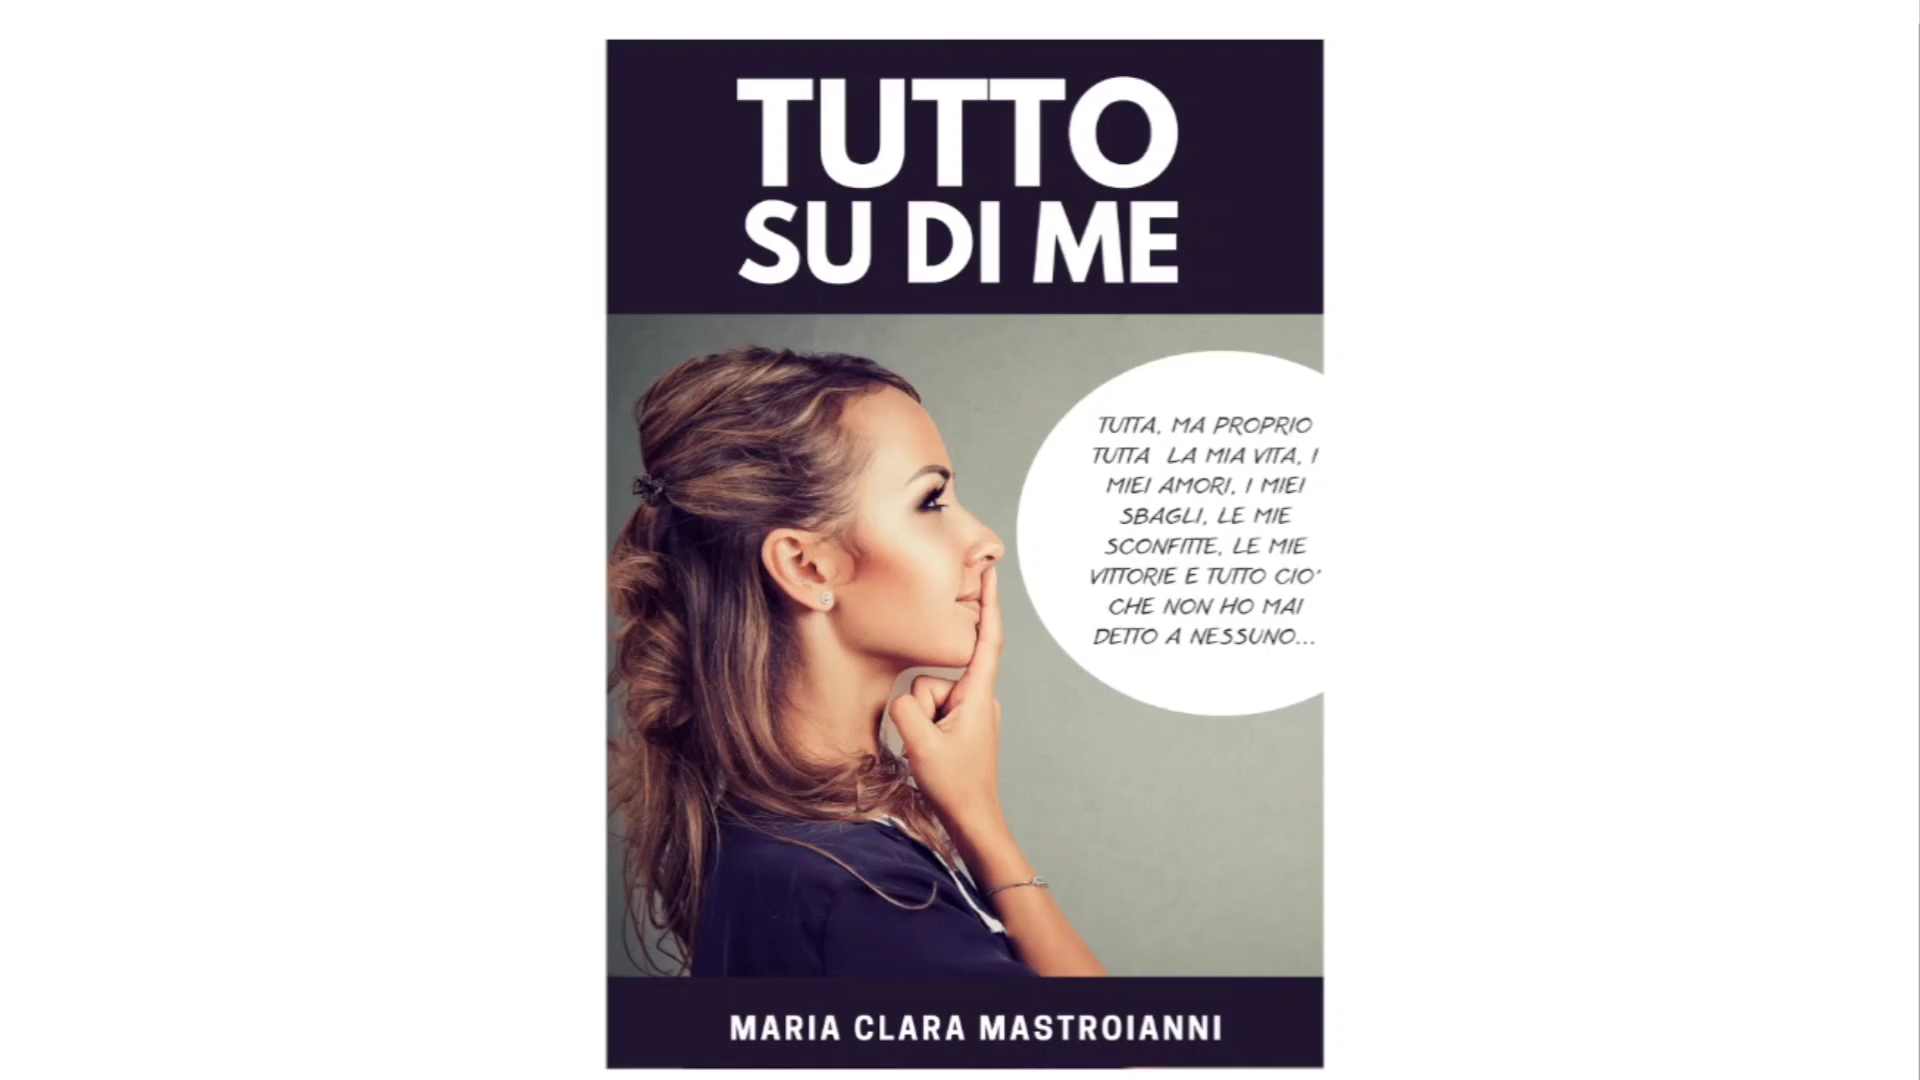 TUTTO
SU DI ME
TUTTA, MA PROPRIO
TUTTA LA MIA VITA, I
MIEI AMORI, I MIEI
SBAGLI, LE MIE
SCONFITTE, LE MIE
VITTORIE E TUTTO CIO'
CHE NON HO MAI
DETTO A NESSUNO...
MARIA CLARA MASTROIANNI